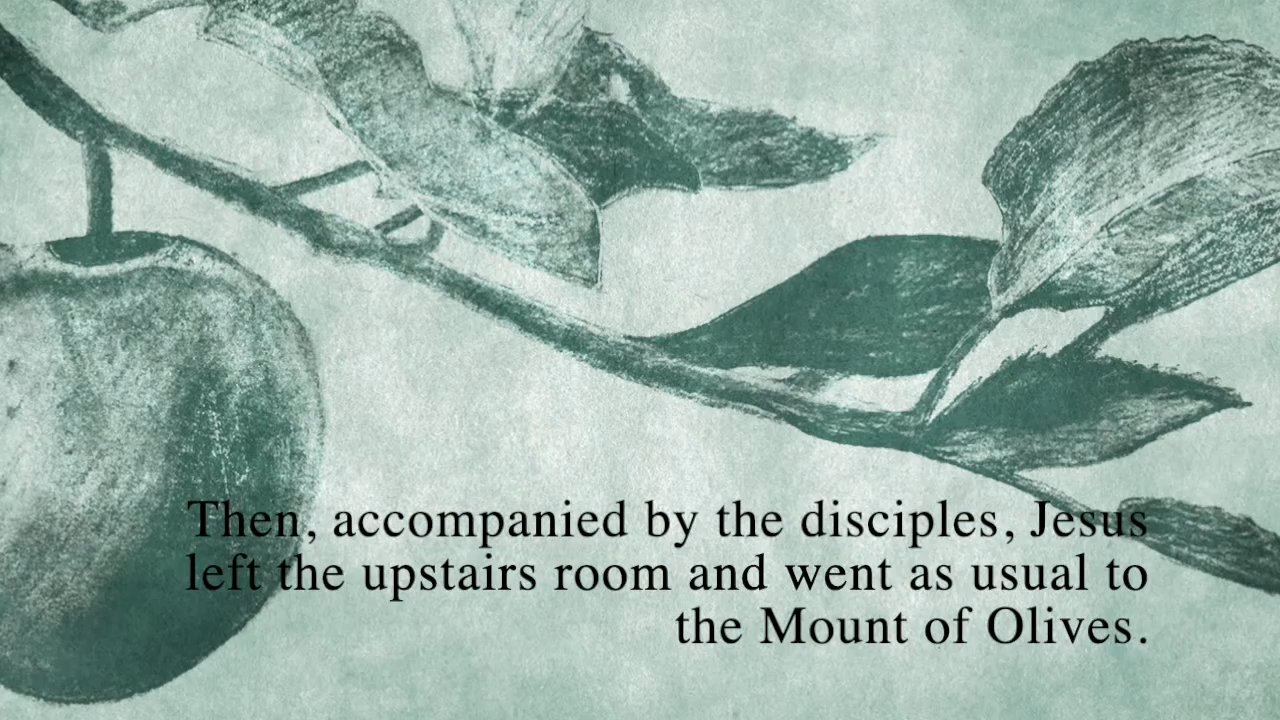 Then, accompanied by the disciples, Jesus
left the upstairs room and went as usual to
the Mount of Olives.